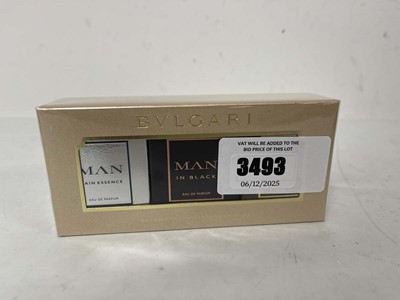 BVLGARI
VAT WILL BE ADDED TO THE
BID PRICE OF THIS LOT
3493
06/12/2025
MAN
AIN ESSENCE
EAU DE PARFUM
MAN
IN BLACK
EAU DE PARFUM